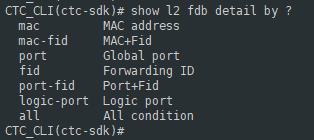 CTC_CLI(ctc-sdk)# show l2 fdb detail by ?
mac MAC address
mac-fid MAC+Fid
port Global port
fid Forwarding ID
port-fid Port+Fid
logic-port Logic port
all All condition
CTC_CLI(ctc-sdk)#